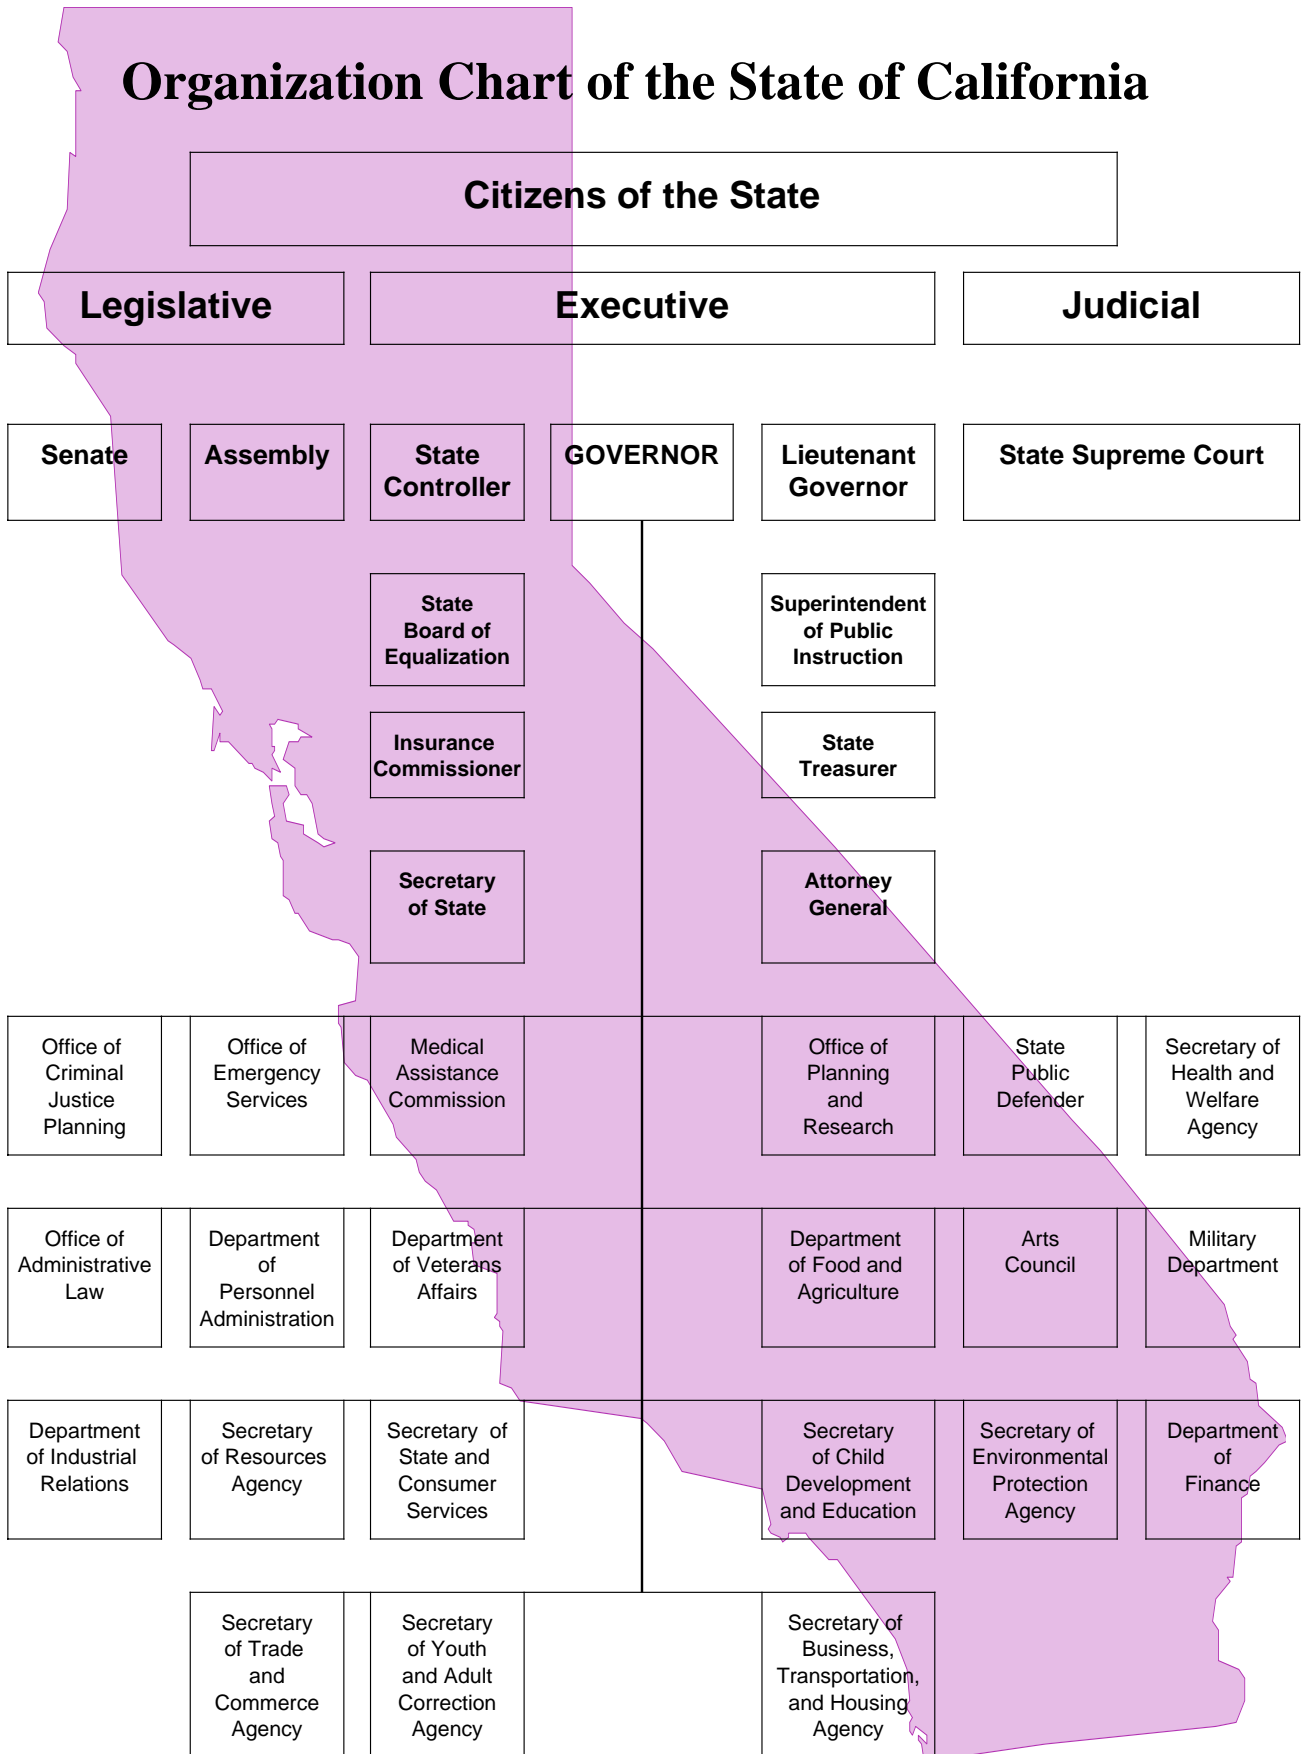 Organization Chart of the State of California
Citizens of the State
Legislative
Executive
Judicial
Senate
Assembly
State
Controller
GOVERNOR
Lieutenant
Governor
State Supreme Court
State
Board of
Equalization
Superintendent
of Public
Instruction
Insurance
Commissioner
State
Treasurer
Secretary
of State
Attorney
General
Office of
Criminal
Justice
Planning
Office of
Emergency
Services
Medical
Assistance
Commission
Office of
Planning
and
Research
State
Public
Defender
Secretary of
Health and
Welfare
Agency
Office of
Administrative
Law
Department
of
Personnel
Administration
Department
of Veterans
Affairs
Department
of Food and
Agriculture
Arts
Council
Military
Department
Department
of Industrial
Relations
Secretary
of Resources
Agency
Secretary of
State and
Consumer
Services
Secretary
of Child
Development
and Education
Secretary of
Environmental
Protection
Agency
Department
of
Finance
Secretary
of Trade
and
Commerce
Agency
Secretary
of Youth
and Adult
Correction
Agency
Secretary of
Business,
Transportation,
and Housing
Agency